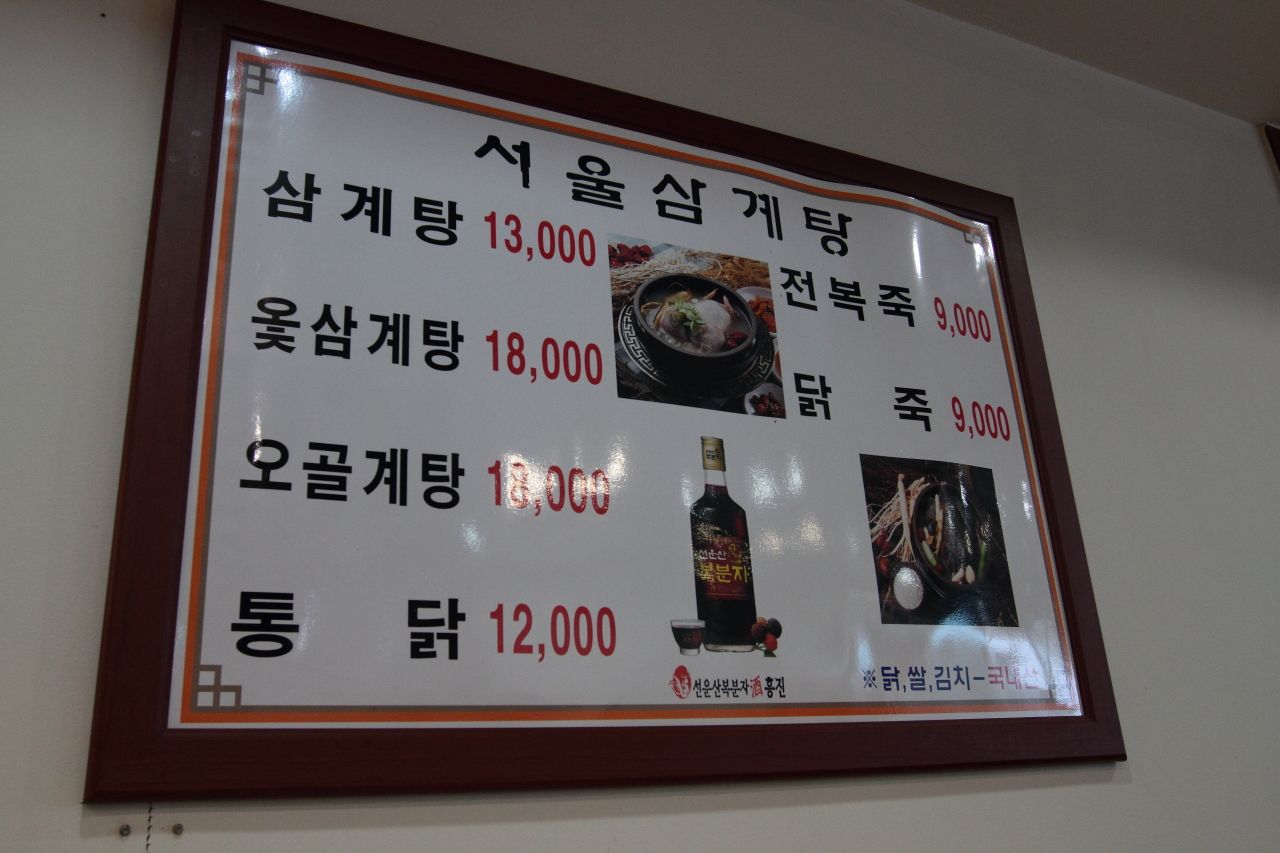 서울삼계탕
삼계탕 13,000
옻삼계탕 18,000
오골계탕 18,000
통닭 12,000
전복죽 9,000
닭죽 9,000
선운산
복분자
선운산복분자酒흥진
※닭,쌀,김치-국내산